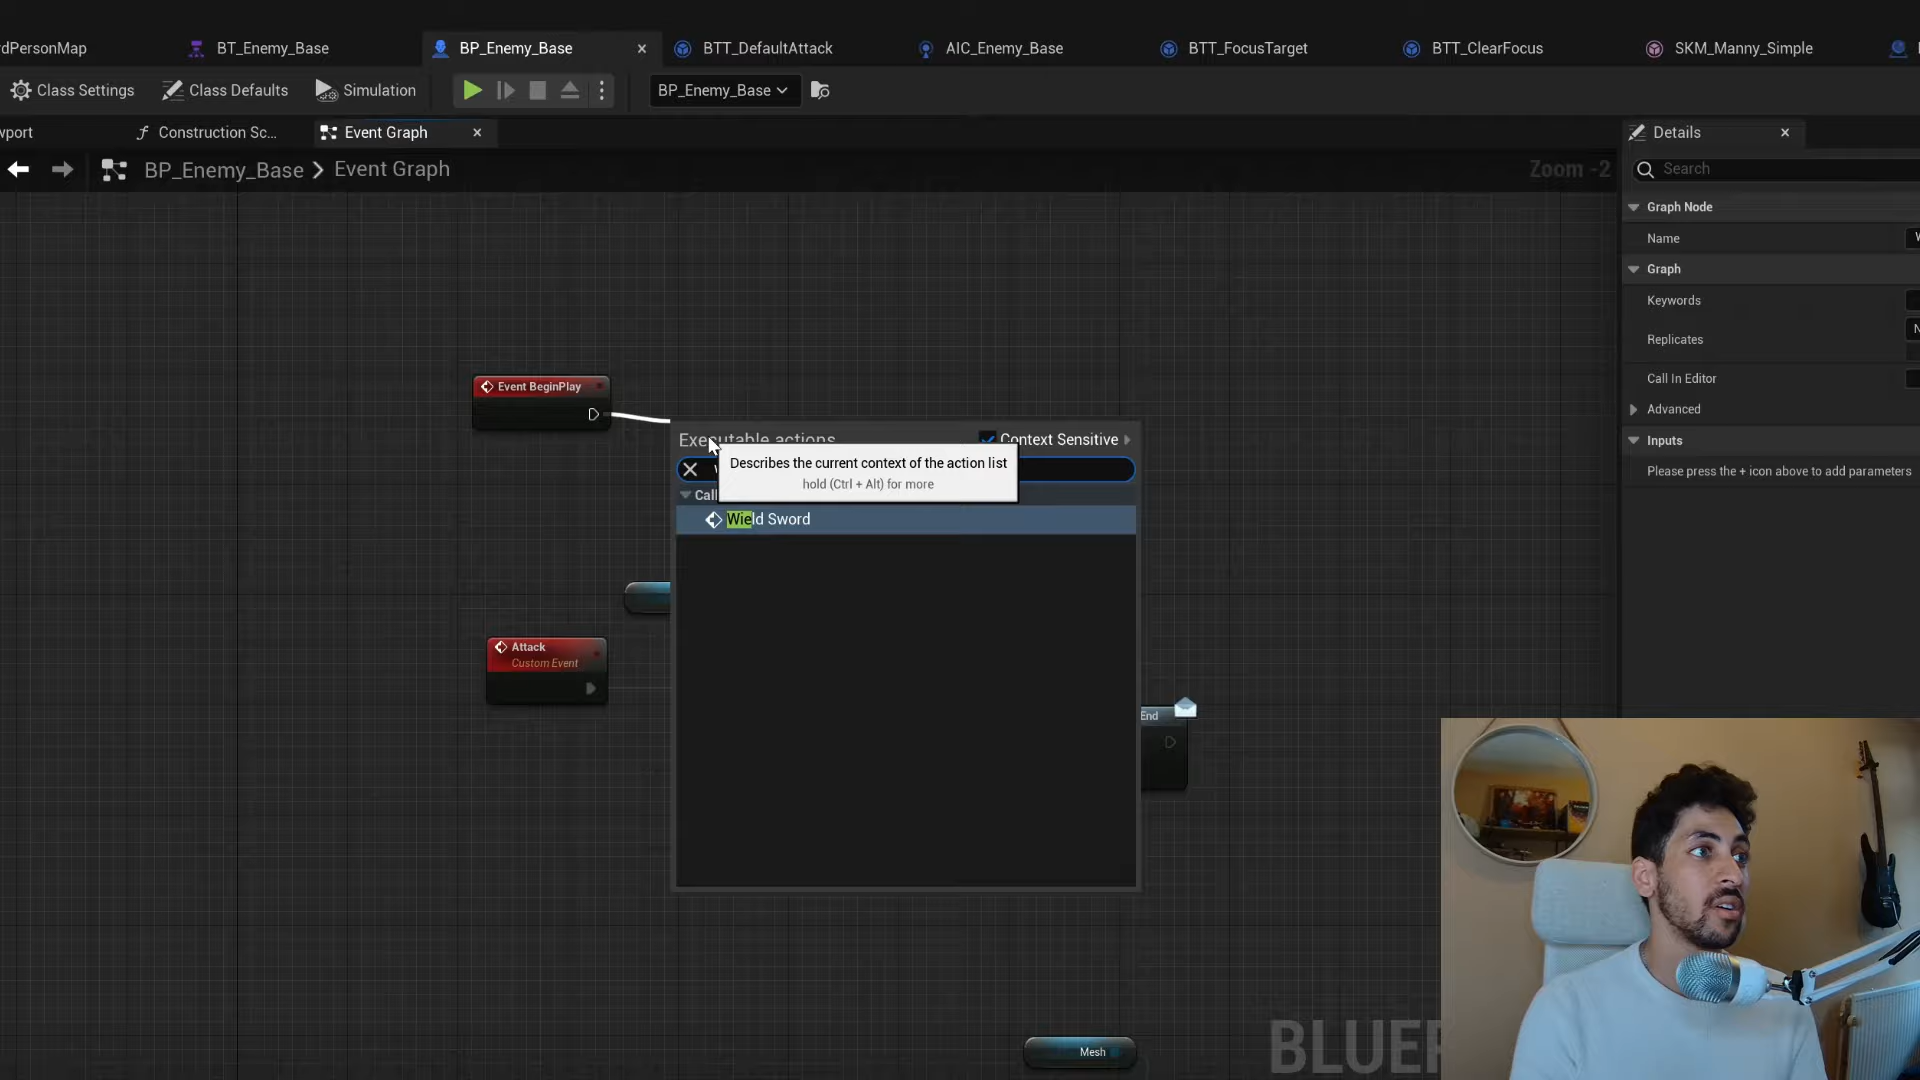 rdPersonMap BT_Enemy_Base BP_Enemy_Base BTT_DefaultAttack AIC_Enemy_Base BTT_FocusTarget BTT_ClearFocus SKM_Manny_Simple
Class Settings Class Defaults Simulation BP_Enemy_Base
wport Construction Sc... Event Graph Details
BP_Enemy_Base > Event Graph Zoom -2 Search
Graph Node
Name
Graph
Keywords
Replicates
Call In Editor
Advanced
Inputs
Please press the + icon above to add parameters
Event BeginPlay
Executable actions Context Sensitive
Describes the current context of the action list
hold (Ctrl + Alt) for more
Call
Wield Sword
Attack
Custom Event
End
Mesh
BLUEP